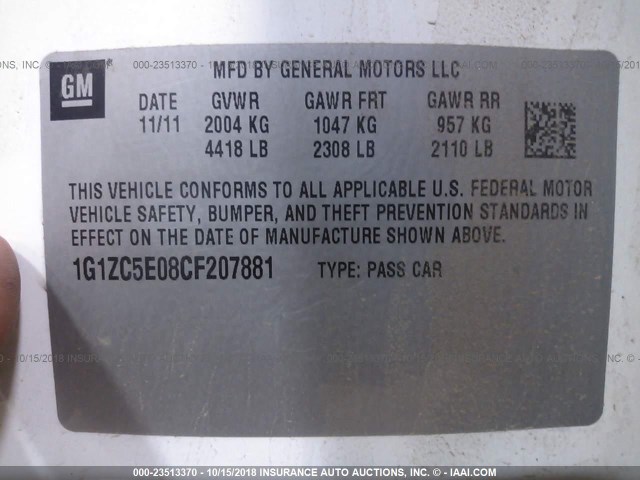 GM
MFD BY GENERAL MOTORS LLC
DATE GVWR GAWR FRT GAWR RR
11/11 2004 KG 1047 KG 957 KG
4418 LB 2308 LB 2110 LB
THIS VEHICLE CONFORMS TO ALL APPLICABLE U.S. FEDERAL MOTOR
VEHICLE SAFETY, BUMPER, AND THEFT PREVENTION STANDARDS IN
EFFECT ON THE DATE OF MANUFACTURE SHOWN ABOVE.
1G1ZC5E08CF207881 TYPE: PASS CAR
000-23513370 - 10/15/2018 INSURANCE AUTO AUCTIONS, INC. - © IAAI.COM